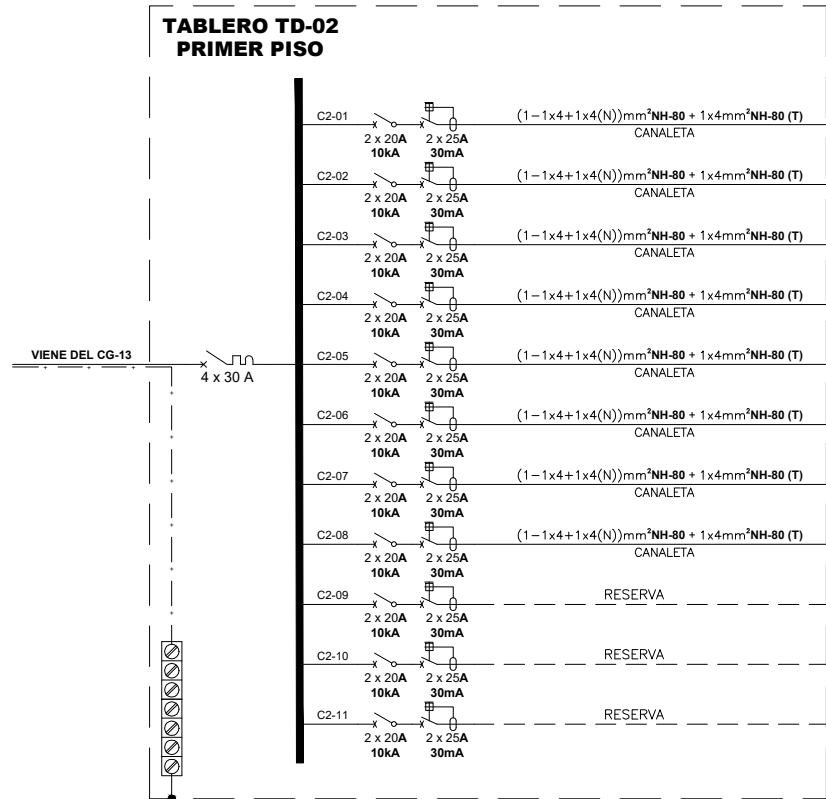 TABLERO TD-02
PRIMER PISO
C2-01
(1-1x4+1x4(N))mm²NH-80 + 1x4mm²NH-80 (T)
2 x 20A 2 x 25A CANALETA
10kA 30mA
C2-02
(1-1x4+1x4(N))mm²NH-80 + 1x4mm²NH-80 (T)
2 x 20A 2 x 25A CANALETA
10kA 30mA
C2-03
(1-1x4+1x4(N))mm²NH-80 + 1x4mm²NH-80 (T)
2 x 20A 2 x 25A CANALETA
10kA 30mA
C2-04
(1-1x4+1x4(N))mm²NH-80 + 1x4mm²NH-80 (T)
2 x 20A 2 x 25A CANALETA
10kA 30mA
VIENE DEL CG-13
4 x 30 A
C2-05
(1-1x4+1x4(N))mm²NH-80 + 1x4mm²NH-80 (T)
2 x 20A 2 x 25A CANALETA
10kA 30mA
C2-06
(1-1x4+1x4(N))mm²NH-80 + 1x4mm²NH-80 (T)
2 x 20A 2 x 25A CANALETA
10kA 30mA
C2-07
(1-1x4+1x4(N))mm²NH-80 + 1x4mm²NH-80 (T)
2 x 20A 2 x 25A CANALETA
10kA 30mA
C2-08
(1-1x4+1x4(N))mm²NH-80 + 1x4mm²NH-80 (T)
2 x 20A 2 x 25A CANALETA
10kA 30mA
C2-09 RESERVA
2 x 20A 2 x 25A
10kA 30mA
C2-10 RESERVA
2 x 20A 2 x 25A
10kA 30mA
C2-11 RESERVA
2 x 20A 2 x 25A
10kA 30mA